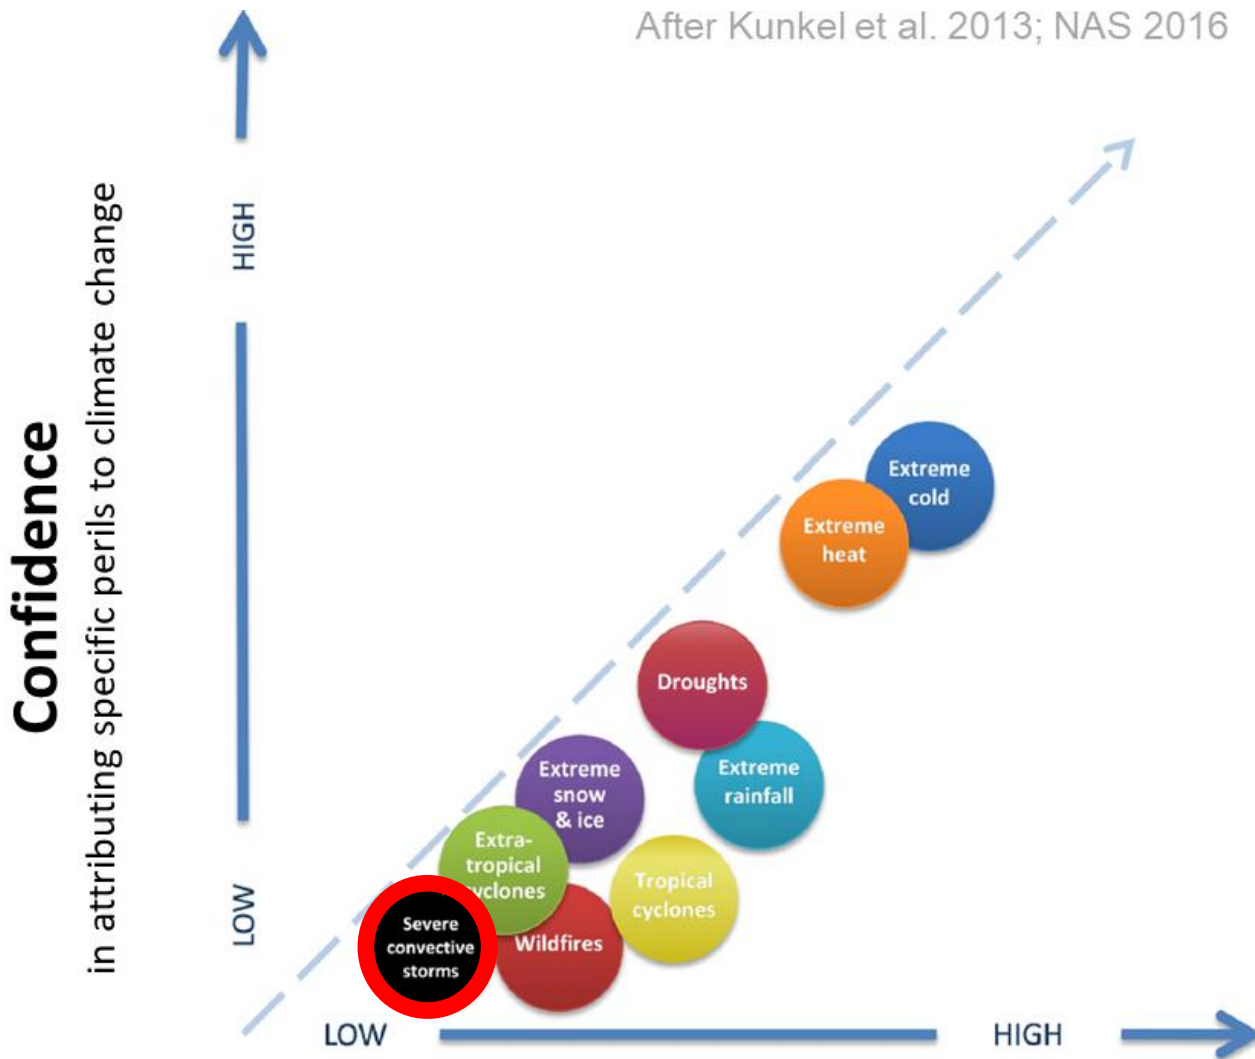 After Kunkel et al. 2013; NAS 2016
Confidence
in attributing specific perils to climate change
HIGH
LOW
Extreme
cold
Extreme
heat
Droughts
Extreme
rainfall
Extreme
snow
& ice
Extra-
tropical
cyclones
Tropical
cyclones
Severe
convective
storms
Wildfires
LOW
HIGH